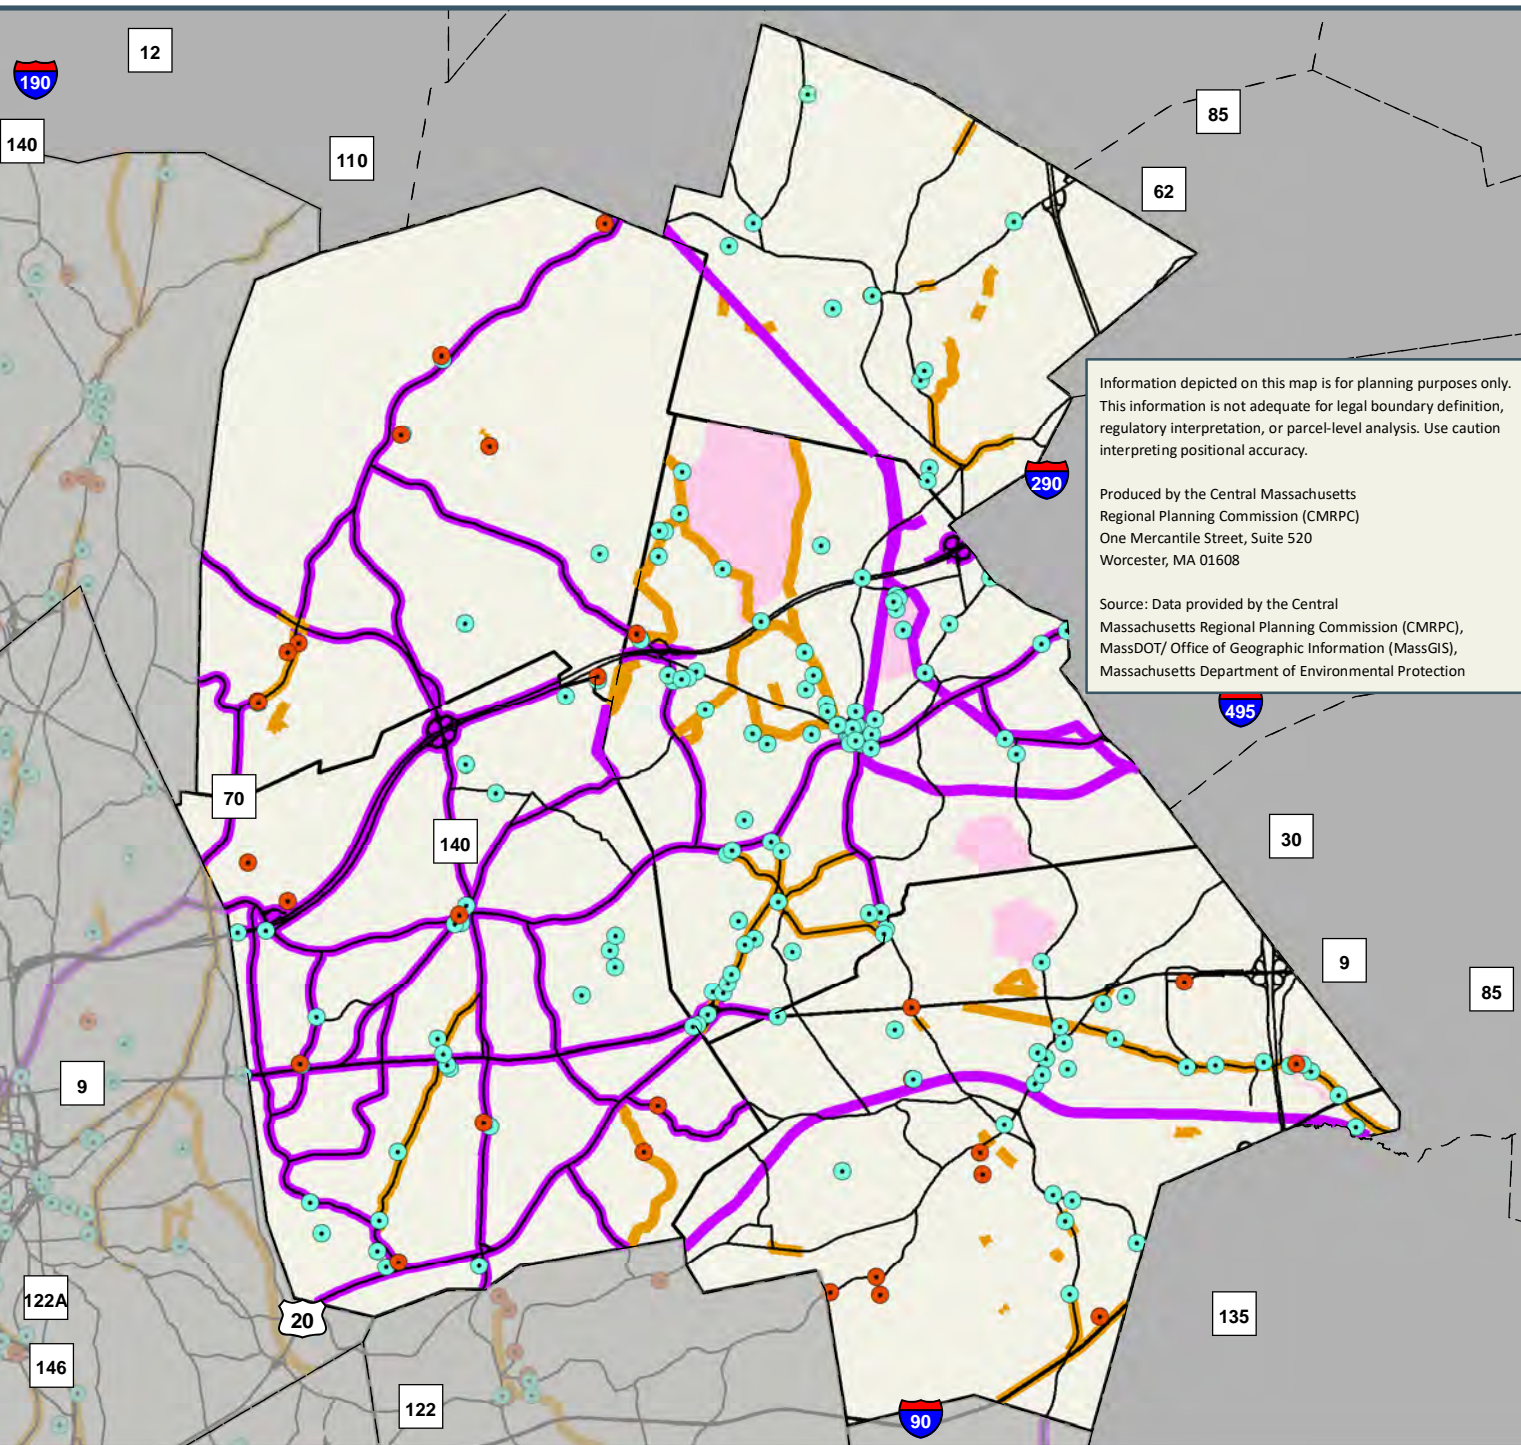 12
190
85
140
110
62
Information depicted on this map is for planning purposes only.
This information is not adequate for legal boundary definition,
regulatory interpretation, or parcel-level analysis. Use caution
interpreting positional accuracy.
Produced by the Central Massachusetts
Regional Planning Commission (CMRPC)
One Mercantile Street, Suite 520
Worcester, MA 01608
Source: Data provided by the Central
Massachusetts Regional Planning Commission (CMRPC),
MassDOT/ Office of Geographic Information (MassGIS),
Massachusetts Department of Environmental Protection
290
495
70
140
30
9
85
9
122A
20
135
146
122
90